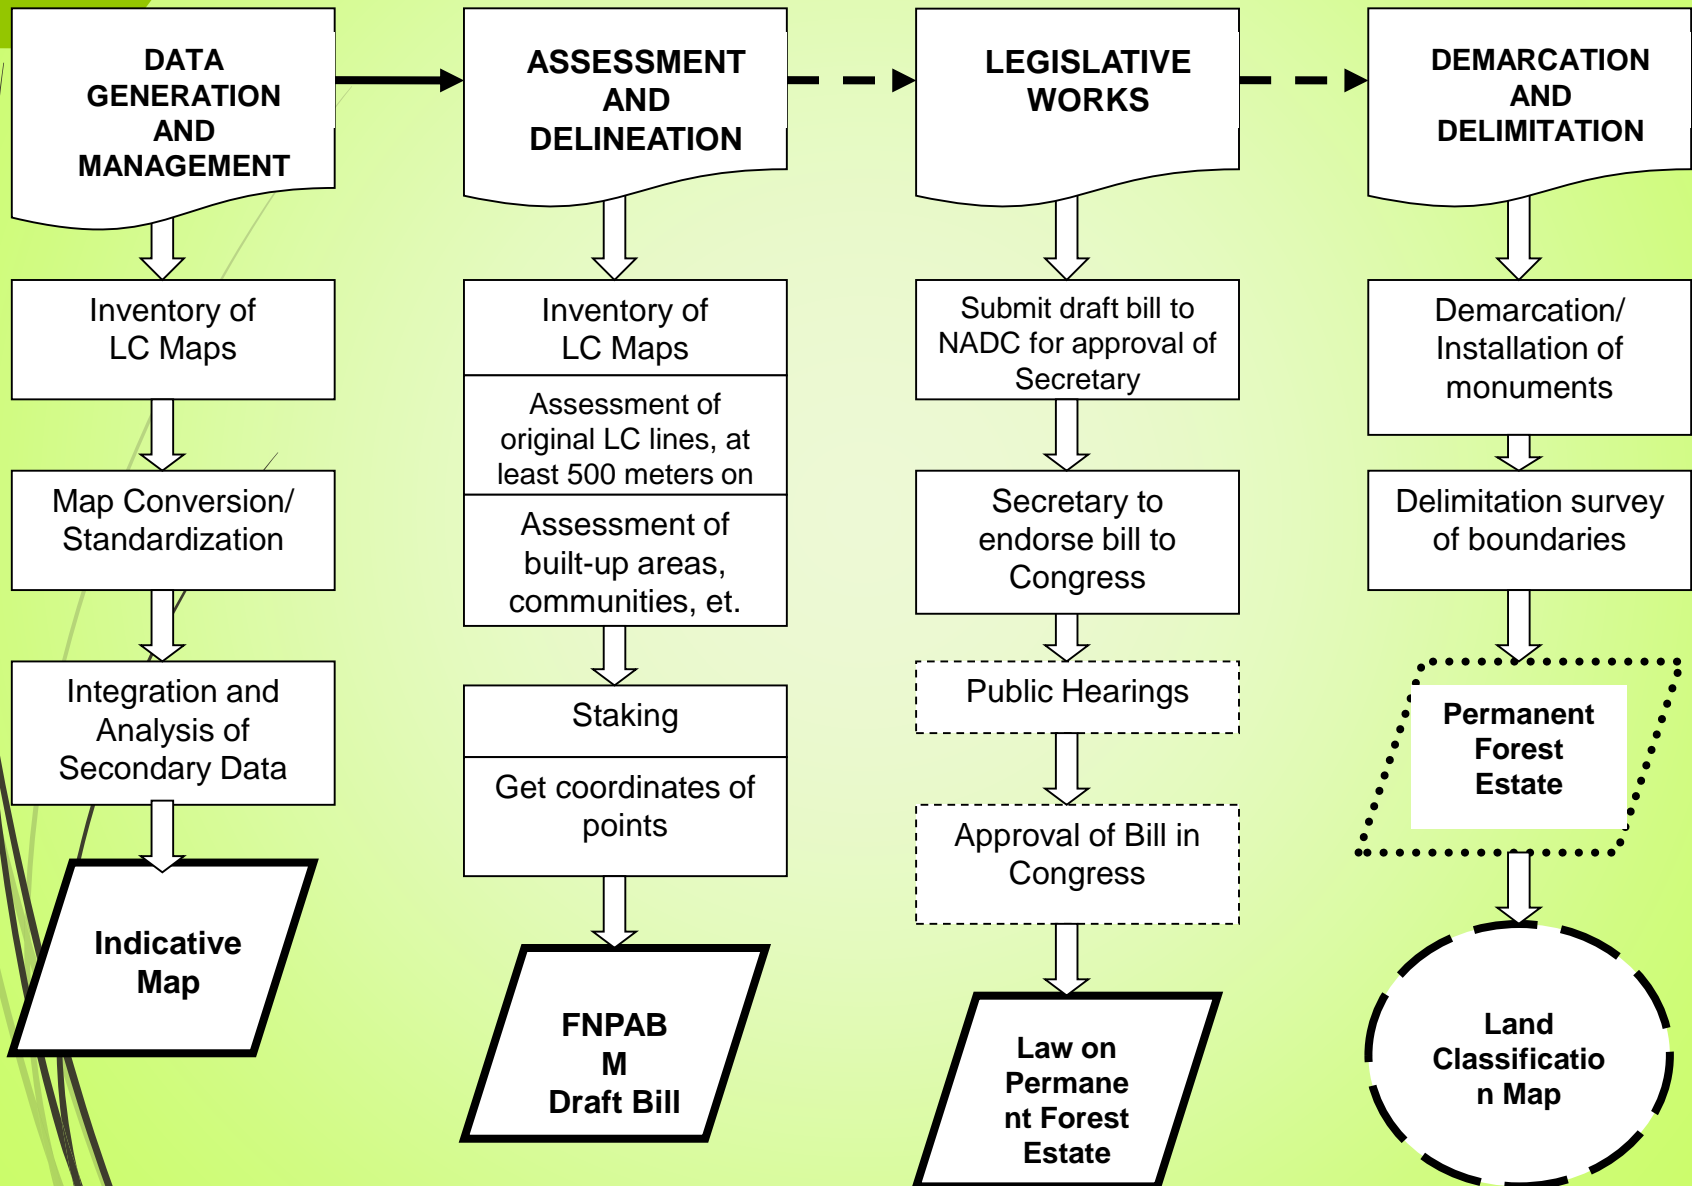 DATA
GENERATION
AND
MANAGEMENT
Inventory of
LC Maps
Map Conversion/
Standardization
Integration and
Analysis of
Secondary Data
Indicative
Map
ASSESSMENT
AND
DELINEATION
Inventory of
LC Maps
Assessment of
original LC lines, at
least 500 meters on
Assessment of
built-up areas,
communities, et.
Staking
Get coordinates of
points
FNPAB
M
Draft Bill
LEGISLATIVE
WORKS
Submit draft bill to
NADC for approval of
Secretary
Secretary to
endorse bill to
Congress
Public Hearings
Approval of Bill in
Congress
Law on
Permane
nt Forest
Estate
DEMARCATION
AND
DELIMITATION
Demarcation/
Installation of
monuments
Delimitation survey
of boundaries
Permanent
Forest
Estate
Land
Classificatio
n Map